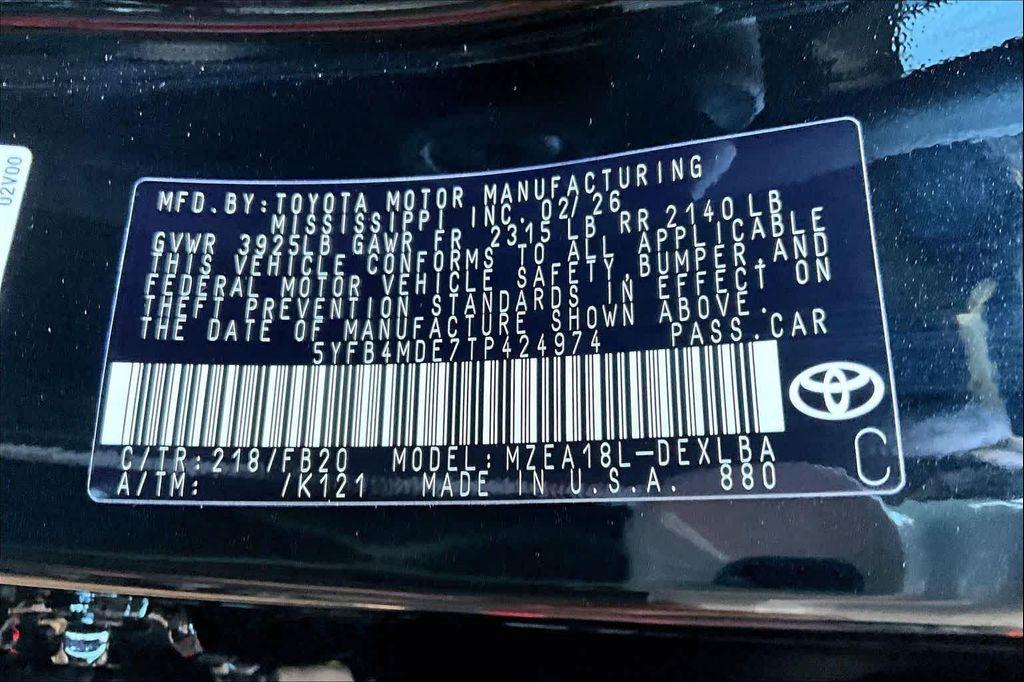 02V00
MFD.BY:TOYOTA MOTOR MANUFACTURING
MISSISSIPPI INC. 02/26
GVWR 3925LB GAWR FR 2315 LB RR 2140LB
THIS VEHICLE CONFORMS TO ALL APPLICABLE
FEDERAL MOTOR VEHICLE SAFETY,BUMPER,AND
THEFT PREVENTION STANDARDS IN EFFECT ON
THE DATE OF MANUFACTURE SHOWN ABOVE.
5YFB4MDE7TP424974 PASS.CAR
C/TR:218/FB20 MODEL:MZEA18L-DEXLBA
A/TM: /K121 MADE IN U.S.A. 880
C